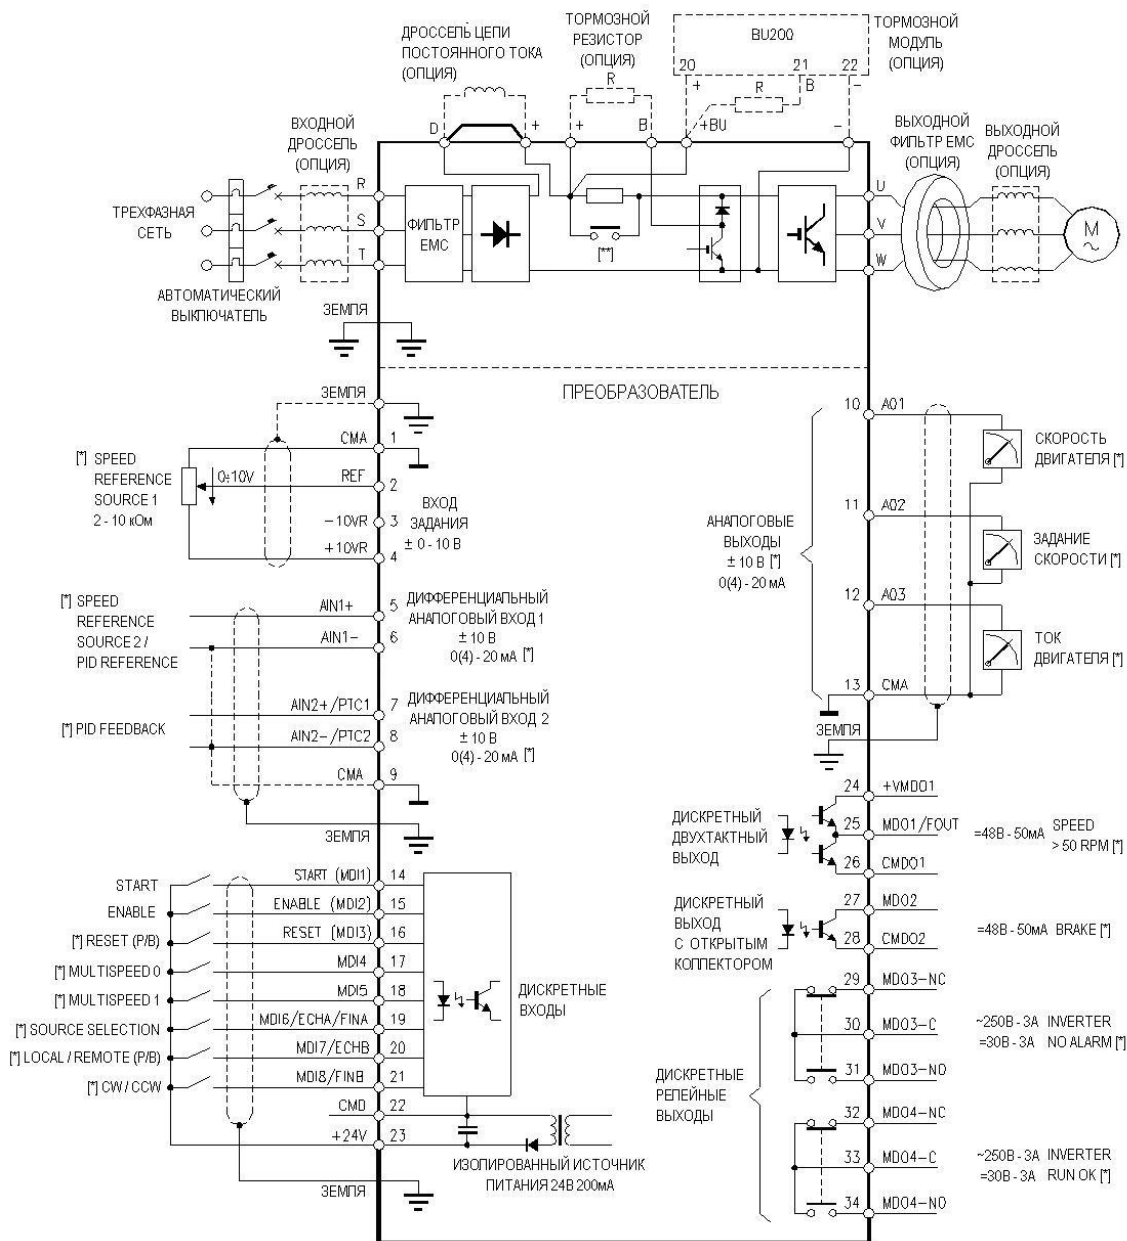 ДРОССЕЛЬ ЦЕПИ
ПОСТОЯННОГО ТОКА
(ОПЦИЯ)
ТОРМОЗНОЙ
РЕЗИСТОР
(ОПЦИЯ)
R
BU200
20
21
22
ТОРМОЗНОЙ
МОДУЛЬ
(ОПЦИЯ)
+
R
B
-
D
+
+
B
+BU
-
ВХОДНОЙ
ДРОССЕЛЬ
(ОПЦИЯ)
ВЫХОДНОЙ
ФИЛЬТР ЕМС
(ОПЦИЯ)
ВЫХОДНОЙ
ДРОССЕЛЬ
(ОПЦИЯ)
ТРЕХФАЗНАЯ
СЕТЬ
R
S
T
ФИЛЬТР
ЕМС
[**]
U
V
W
M
~
АВТОМАТИЧЕСКИЙ
ВЫКЛЮЧАТЕЛЬ
ЗЕМЛЯ
ПРЕОБРАЗОВАТЕЛЬ
ЗЕМЛЯ
CMA 1
[*] SPEED
REFERENCE
SOURCE 1
2 - 10 кОм
0÷10V
REF 2
-10VR 3
+10VR 4
ВХОД
ЗАДАНИЯ
± 0 - 10 В
[*] SPEED
REFERENCE
SOURCE 2 /
PID REFERENCE
AIN1+ 5
AIN1- 6
ДИФФЕРЕНЦИАЛЬНЫЙ
АНАЛОГОВЫЙ ВХОД 1
± 10 В
0(4) - 20 мА [*]
[*] PID FEEDBACK
AIN2+/PTC1 7
AIN2-/PTC2 8
ДИФФЕРЕНЦИАЛЬНЫЙ
АНАЛОГОВЫЙ ВХОД 2
± 10 В
0(4) - 20 мА [*]
CMA 9
ЗЕМЛЯ
START START (MDI1) 14
ENABLE ENABLE (MDI2) 15
[*] RESET (P/B) RESET (MDI3) 16
[*] MULTISPEED 0 MDI4 17
[*] MULTISPEED 1 MDI5 18
[*] SOURCE SELECTION MDI6/ECHA/FINA 19
[*] LOCAL / REMOTE (P/B) MDI7/ECHB 20
[*] CW / CCW MDI8/FINB 21
CMD 22
+24V 23
ДИСКРЕТНЫЕ
ВХОДЫ
ИЗОЛИРОВАННЫЙ ИСТОЧНИК
ПИТАНИЯ 24В 200мА
ЗЕМЛЯ
АНАЛОГОВЫЕ
ВЫХОДЫ
± 10 В [*]
0(4) - 20 мА
10 AO1
11 AO2
12 AO3
13 CMA
ЗЕМЛЯ
СКОРОСТЬ
ДВИГАТЕЛЯ [*]
ЗАДАНИЕ
СКОРОСТИ [*]
ТОК
ДВИГАТЕЛЯ [*]
ДИСКРЕТНЫЙ
ДВУХТАКТНЫЙ
ВЫХОД
24 +VMDO1
25 MDO1/FOUT
26 CMDO1
=48В - 50мА SPEED
> 50 RPM [*]
ДИСКРЕТНЫЙ
ВЫХОД
С ОТКРЫТЫМ
КОЛЛЕКТОРОМ
27 MDO2
28 CMDO2
=48В - 50мА BRAKE [*]
ДИСКРЕТНЫЕ
РЕЛЕЙНЫЕ
ВЫХОДЫ
29 MDO3-NC
30 MDO3-C
31 MDO3-NO
~250В - 3А INVERTER
=30В - 3А NO ALARM [*]
32 MDO4-NC
33 MDO4-C
34 MDO4-NO
~250В - 3А INVERTER
=30В - 3А RUN OK [*]